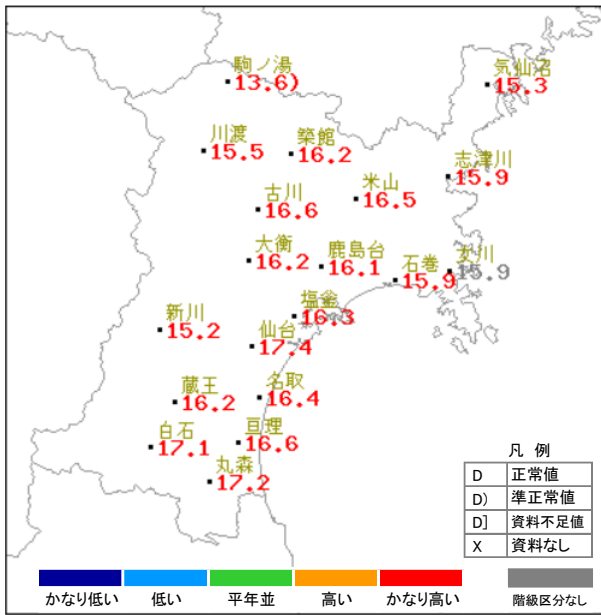 駒ノ湯
13.6)
気仙沼
15.3
川渡
15.5
築館
16.2
志津川
15.9
米山
16.5
古川
16.6
大衡
16.2
鹿島台
16.1
石巻
15.9
女川
15.9
塩釜
16.3
新川
15.2
仙台
17.4
名取
16.4
蔵王
16.2
白石
17.1
亘理
16.6
丸森
17.2
凡 例
D 正常値
D) 準正常値
D] 資料不足値
X 資料なし
かなり低い 低い 平年並 高い かなり高い 階級区分なし